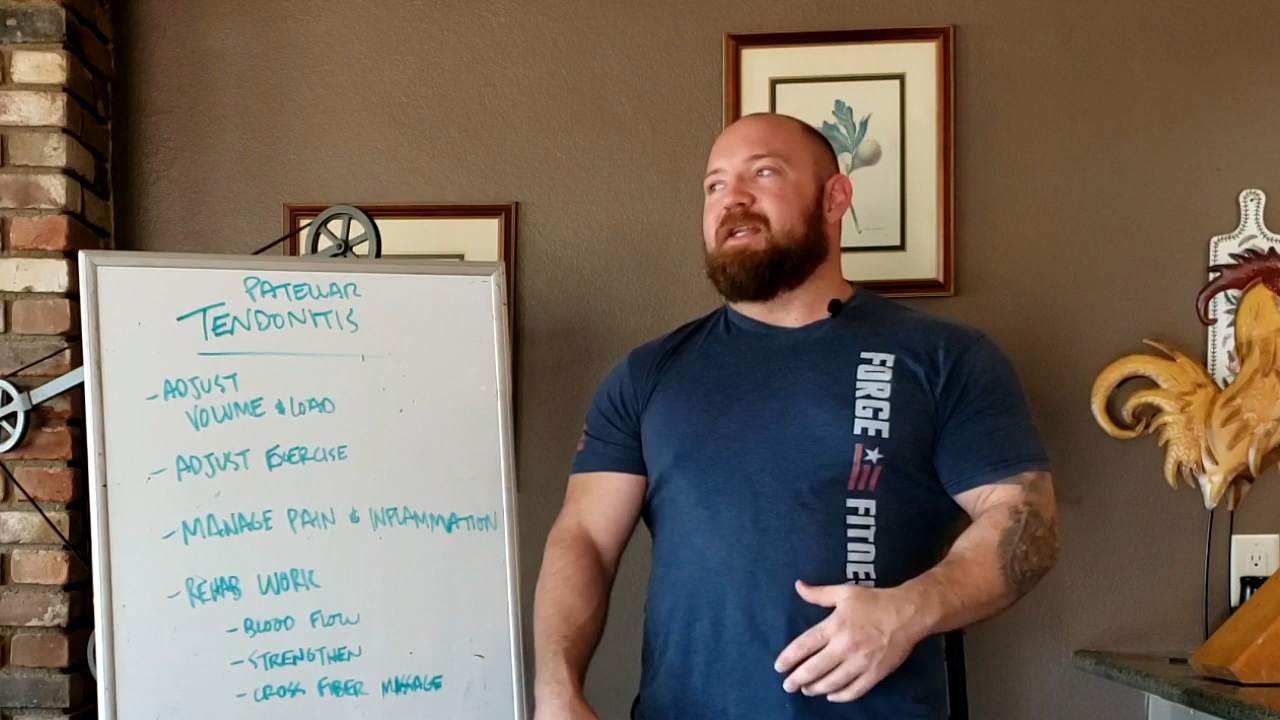 PATELLAR
TENDONITIS
- ADJUST
VOLUME & LOAD
- ADJUST EXERCISE
- MANAGE PAIN & INFLAMMATION
- REHAB WORK
- BLOOD FLOW
- STRENGTHEN
- CROSS FIBER MASSAGE
FORGE FITNES